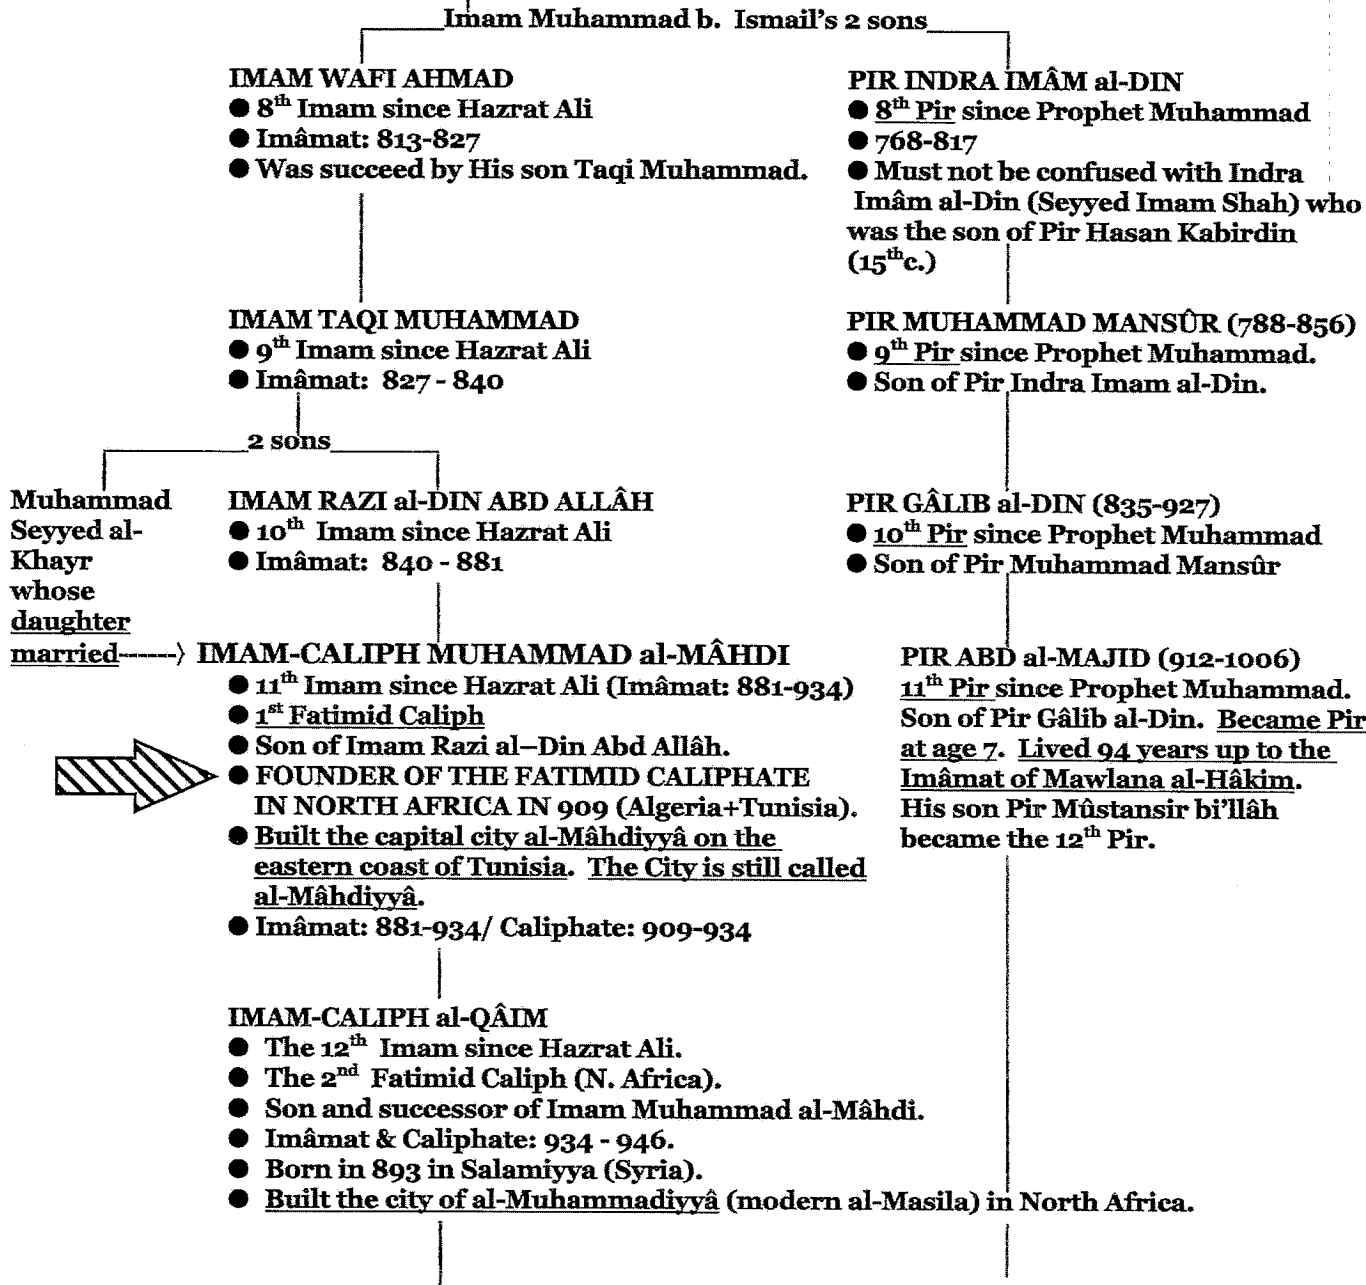 Imam Muhammad b. Ismail's 2 sons
IMAM WAFI AHMAD
● 8th Imam since Hazrat Ali
● Imâmat: 813-827
● Was succeed by His son Taqi Muhammad.
PIR INDRA IMÂM al-DIN
● 8th Pir since Prophet Muhammad
● 768-817
● Must not be confused with Indra
Imâm al-Din (Seyyed Imam Shah) who
was the son of Pir Hasan Kabirdin
(15th c.)
IMAM TAQI MUHAMMAD
● 9th Imam since Hazrat Ali
● Imâmat: 827 - 840
PIR MUHAMMAD MANSÛR (788-856)
● 9th Pir since Prophet Muhammad.
● Son of Pir Indra Imam al-Din.
2 sons
Muhammad
Seyyed al-
Khayr
whose
daughter
married------〉
IMAM RAZI al-DIN ABD ALLÂH
● 10th Imam since Hazrat Ali
● Imâmat: 840 - 881
PIR GÂLIB al-DIN (835-927)
● 10th Pir since Prophet Muhammad
● Son of Pir Muhammad Mansûr
IMAM-CALIPH MUHAMMAD al-MÂHDI
● 11th Imam since Hazrat Ali (Imâmat: 881-934)
● 1st Fatimid Caliph
● Son of Imam Razi al–Din Abd Allâh.
● FOUNDER OF THE FATIMID CALIPHATE
IN NORTH AFRICA IN 909 (Algeria+Tunisia).
● Built the capital city al-Mâhdiyyâ on the
eastern coast of Tunisia. The City is still called
al-Mâhdiyyâ.
● Imâmat: 881-934/ Caliphate: 909-934
PIR ABD al-MAJID (912-1006)
11th Pir since Prophet Muhammad.
Son of Pir Gâlib al-Din. Became Pir
at age 7. Lived 94 years up to the
Imâmat of Mawlana al-Hâkim.
His son Pir Mûstansir bi'llâh
became the 12th Pir.
IMAM-CALIPH al-QÂIM
● The 12th Imam since Hazrat Ali.
● The 2nd Fatimid Caliph (N. Africa).
● Son and successor of Imam Muhammad al-Mâhdi.
● Imâmat & Caliphate: 934 - 946.
● Born in 893 in Salamiyya (Syria).
● Built the city of al-Muhammadiyyâ (modern al-Masila) in North Africa.